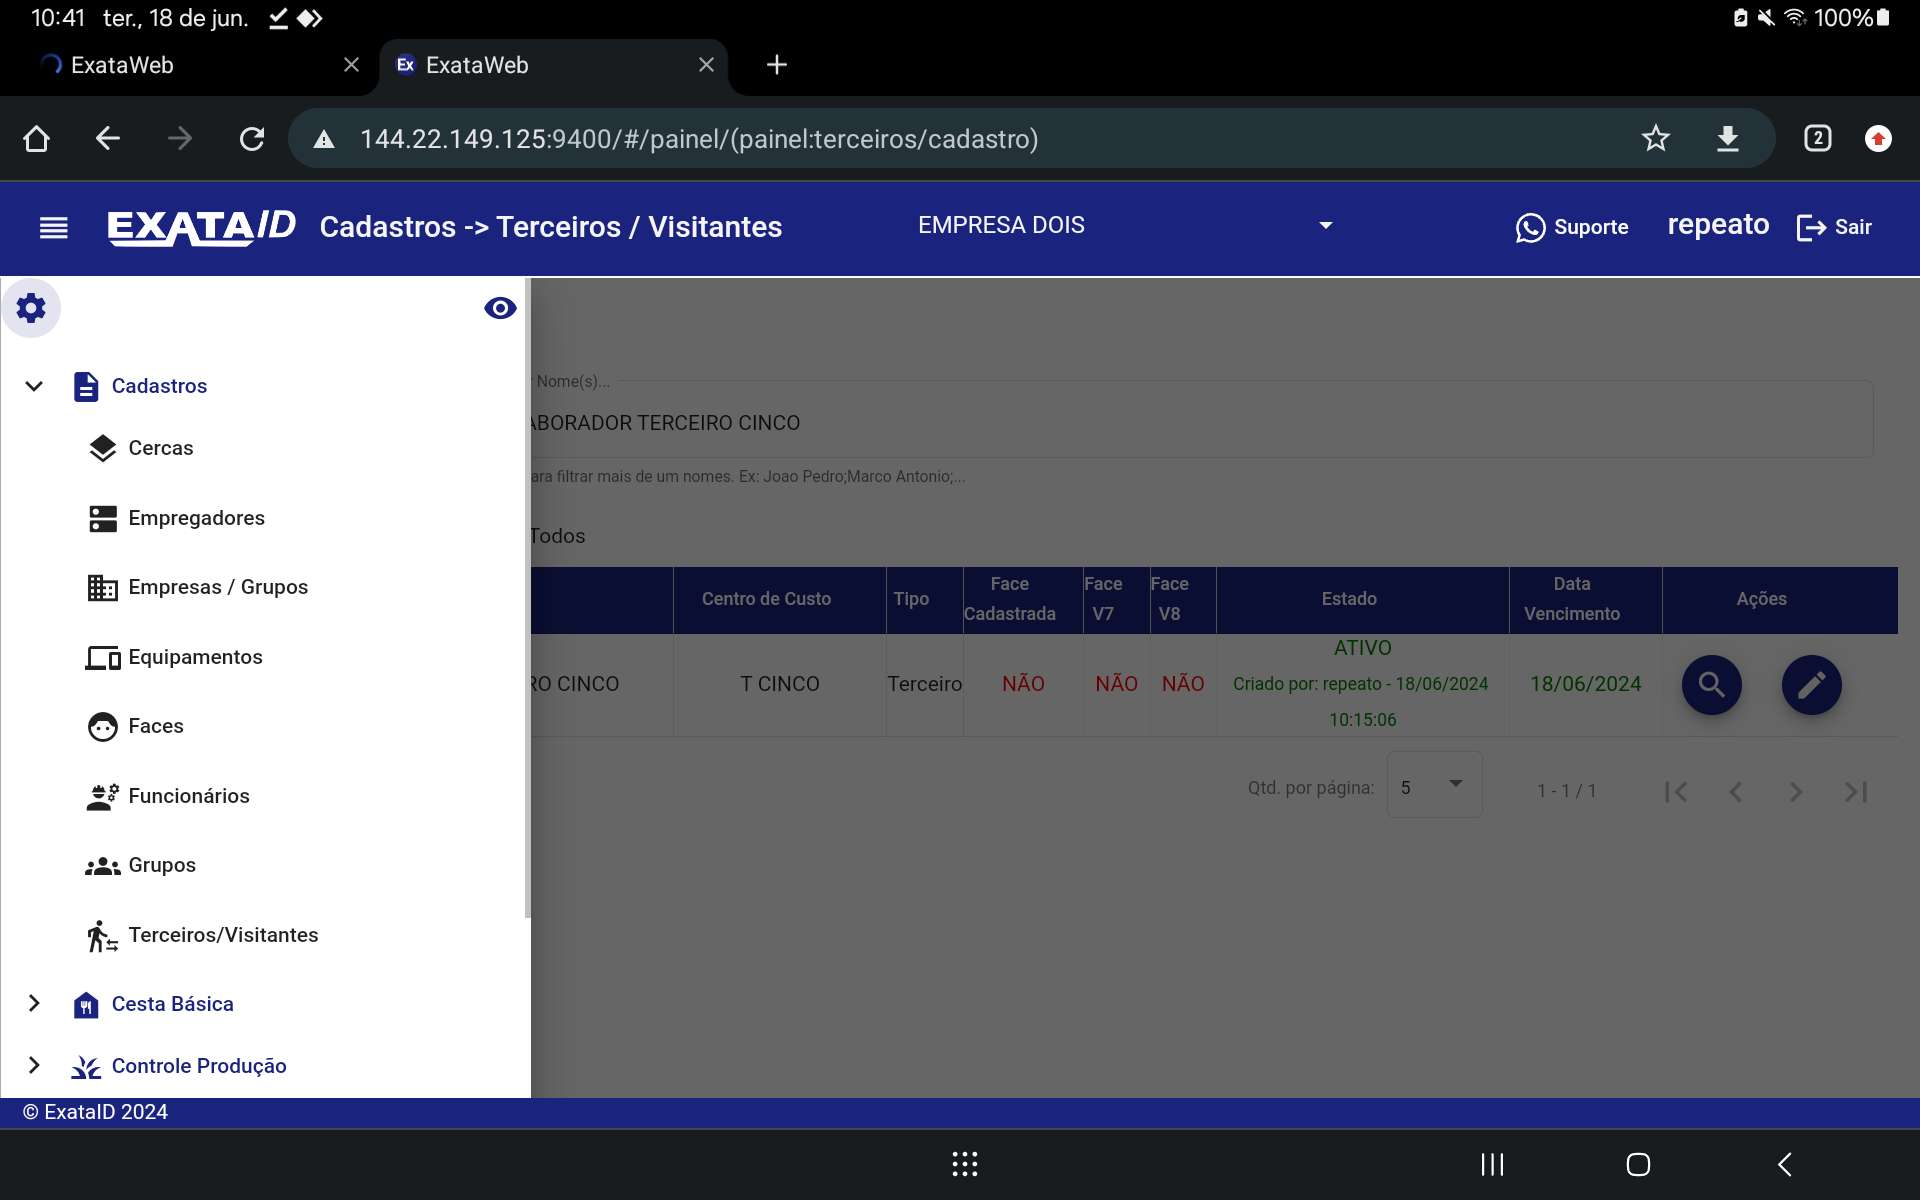 10:41 ter., 18 de jun.
100%
ExataWeb
Ex ExataWeb
144.22.149.125:9400/#/painel/(painel:terceiros/cadastro)
2
EXATA ID Cadastros -> Terceiros / Visitantes EMPRESA DOIS Suporte repeato Sair
Cadastros
Cercas
Empregadores
Empresas / Grupos
Equipamentos
Faces
Funcionários
Grupos
Terceiros/Visitantes
Cesta Básica
Controle Produção
Nome(s)...
ABORADOR TERCEIRO CINCO
ara filtrar mais de um nomes. Ex: Joao Pedro;Marco Antonio;...
Todos
Centro de Custo Tipo Face Cadastrada Face V7 Face V8 Estado Data Vencimento Ações
RO CINCO T CINCO Terceiro NÃO NÃO NÃO ATIVO
Criado por: repeato - 18/06/2024
10:15:06
18/06/2024
Qtd. por página: 5 1 - 1 / 1
© ExataID 2024